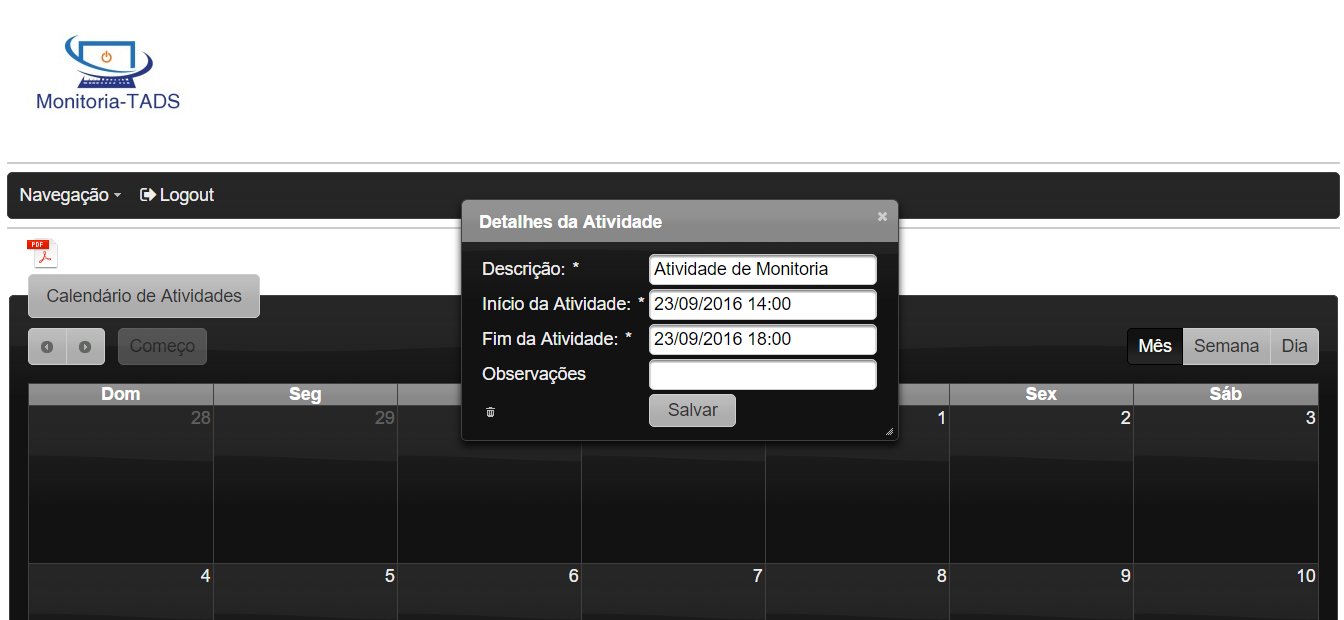 Monitoria-TADS
Navegação Logout
Detalhes da Atividade ×
PDF
Descrição: * Atividade de Monitoria
Calendário de Atividades
Início da Atividade: * 23/09/2016 14:00
Fim da Atividade: * 23/09/2016 18:00
Começo
Mês Semana Dia
Observações
Salvar
Dom Seg Sex Sáb
28 29 1 2 3
4 5 6 7 8 9 10